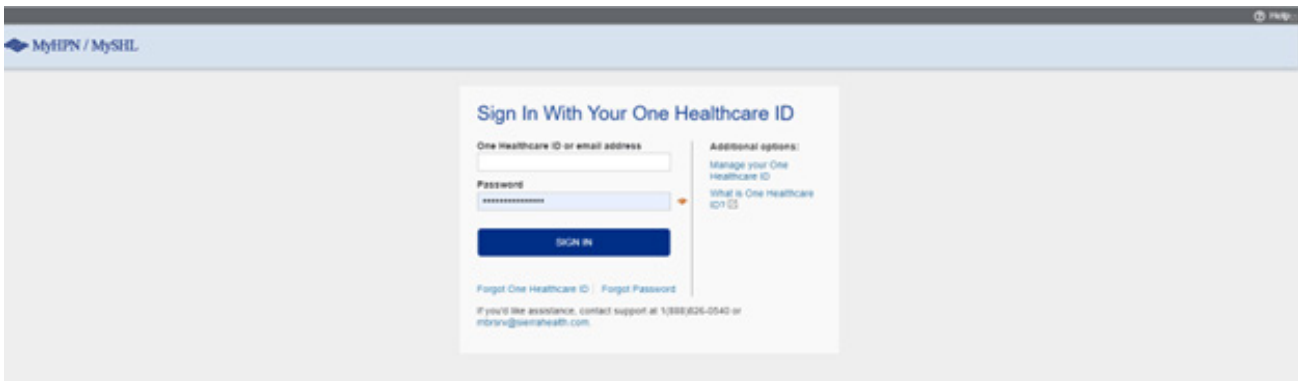 Help
MyHPN / MySHL
Sign In With Your One Healthcare ID
One Healthcare ID or email address
Additional options:
Manage your One
Healthcare ID
Password
What is One Healthcare
ID?
SIGN IN
Forgot One Healthcare ID Forgot Password
If you'd like assistance, contact support at 1(888)826-0540 or
mbrsrv@sierrahealth.com.